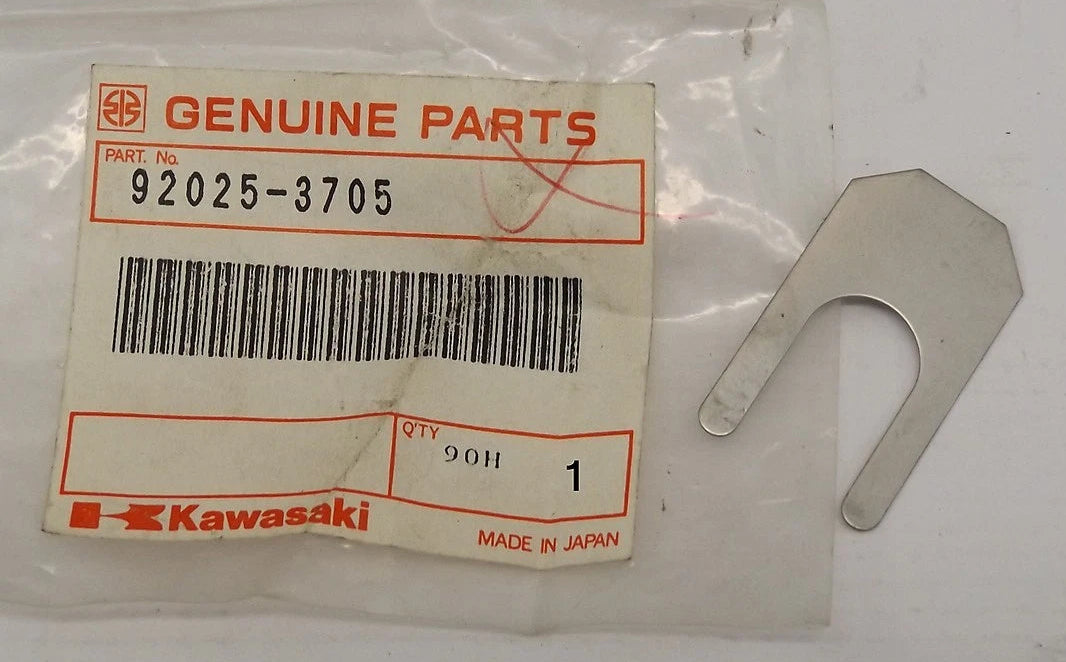 GENUINE PARTS
PART. No.
92025-3705
Q'TY
90H 1
Kawasaki
MADE IN JAPAN